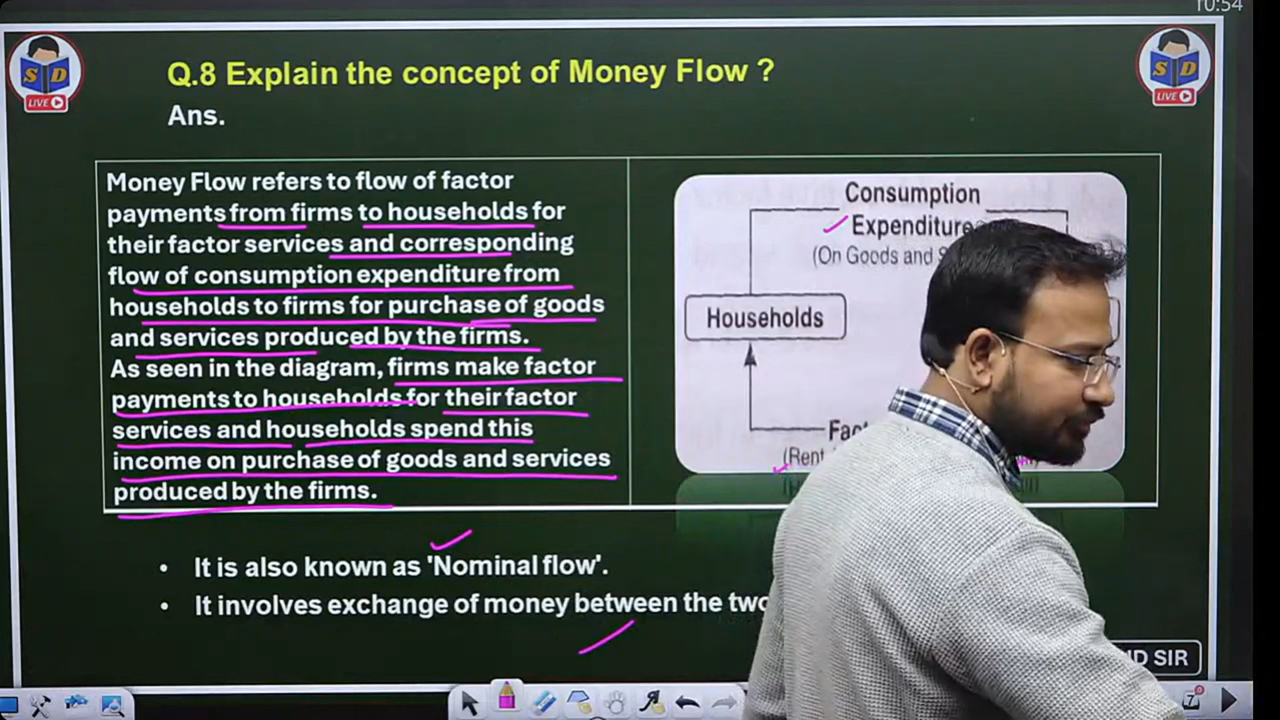 10:54
S D
LIVE
S D
LIVE
Q.8 Explain the concept of Money Flow ?
Ans.
Money Flow refers to flow of factor
payments from firms to households for
their factor services and corresponding
flow of consumption expenditure from
households to firms for purchase of goods
and services produced by the firms.
As seen in the diagram, firms make factor
payments to households for their factor
services and households spend this
income on purchase of goods and services
produced by the firms.
Consumption
Expenditure
(On Goods and
Households
(Rent
• It is also known as 'Nominal flow'.
• It involves exchange of money between the two
SIR